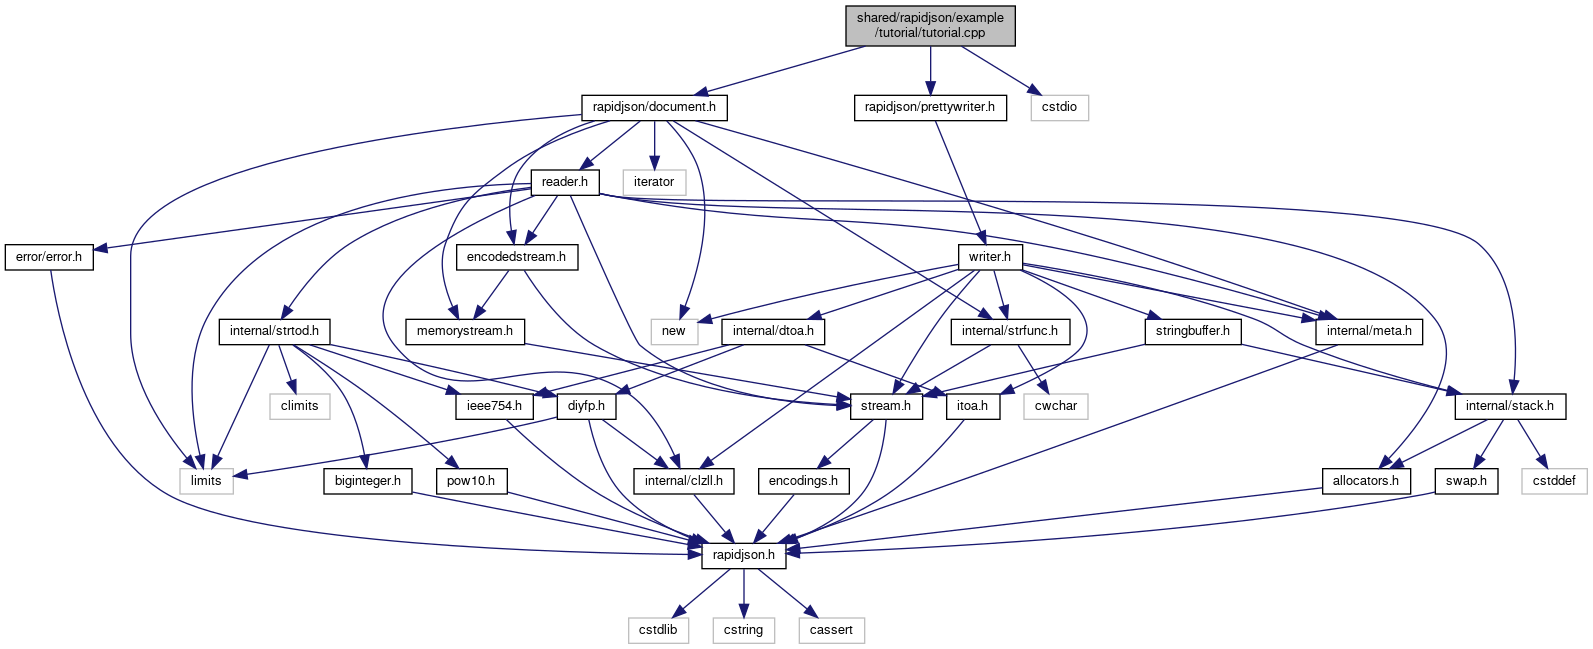 shared/rapidjson/example
/tutorial/tutorial.cpp
rapidjson/document.h
rapidjson/prettywriter.h
cstdio
reader.h
iterator
error/error.h
encodedstream.h
writer.h
internal/strtod.h
memorystream.h
new
internal/dtoa.h
internal/strfunc.h
stringbuffer.h
internal/meta.h
climits
ieee754.h
diyfp.h
stream.h
itoa.h
cwchar
internal/stack.h
limits
biginteger.h
pow10.h
internal/clzll.h
encodings.h
allocators.h
swap.h
cstddef
rapidjson.h
cstdlib
cstring
cassert